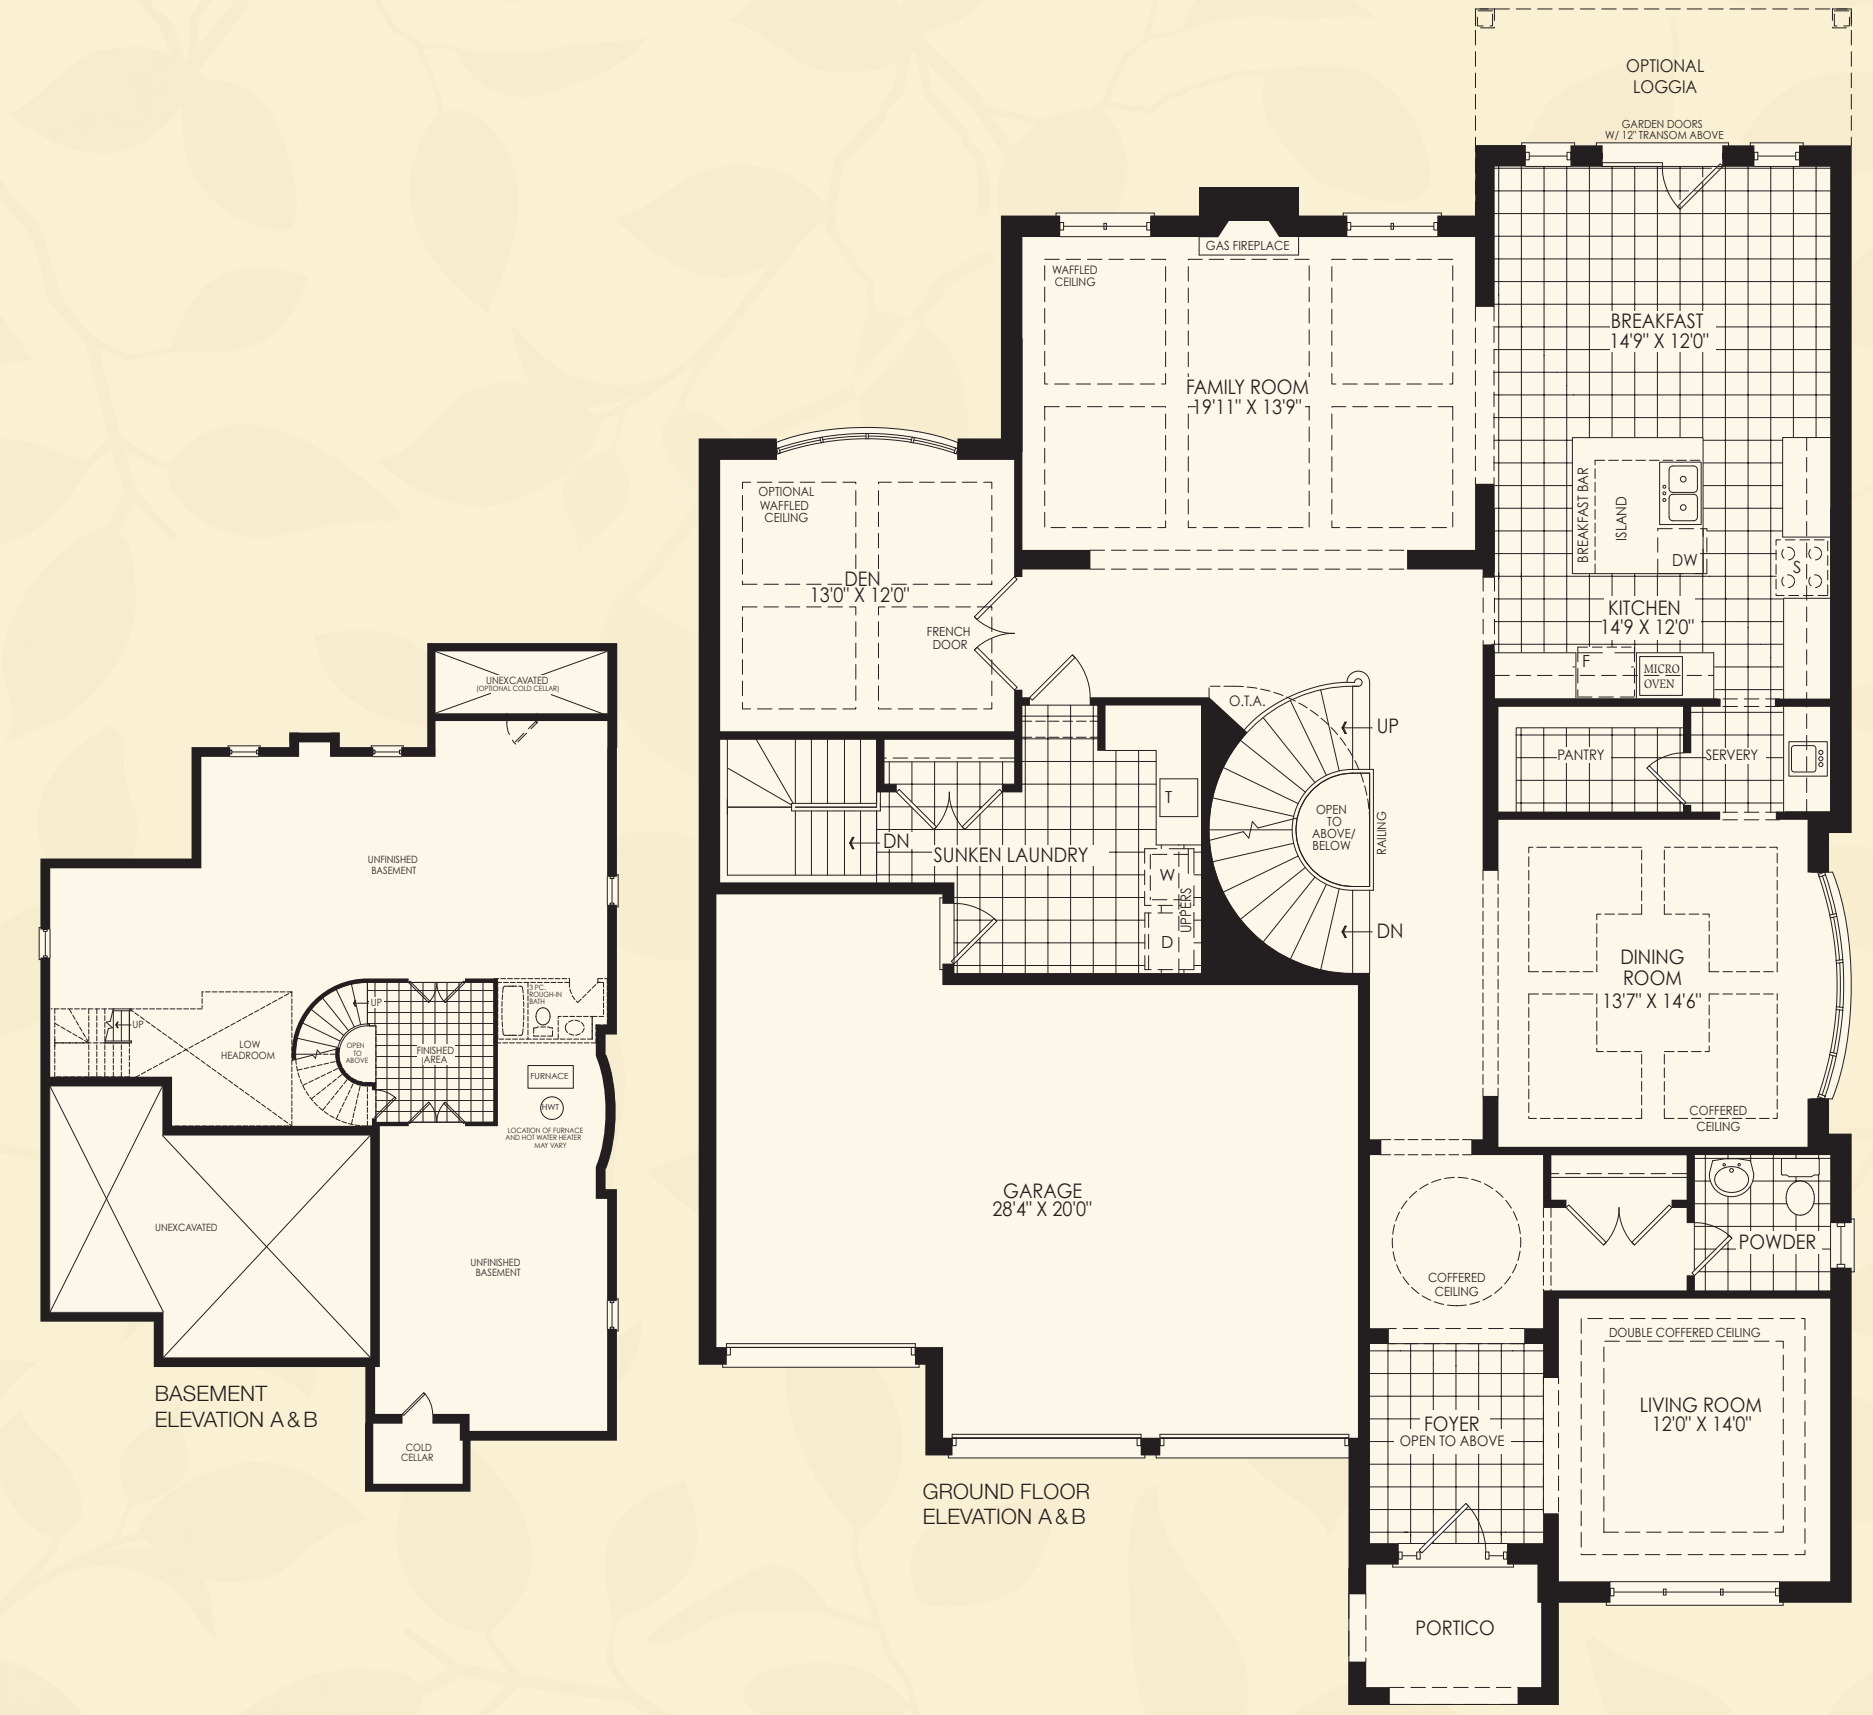 OPTIONAL
LOGGIA
GARDEN DOORS
W/ 12" TRANSOM ABOVE
GAS FIREPLACE
WAFFLED
CEILING
BREAKFAST
14'9" X 12'0"
FAMILY ROOM
19'11" X 13'9"
OPTIONAL
WAFFLED
CEILING
DEN
13'0" X 12'0"
FRENCH
DOOR
BREAKFAST BAR
ISLAND
DW
S
KITCHEN
14'9 X 12'0"
F
MICRO
OVEN
O.T.A.
UP
PANTRY
SERVERY
T
OPEN
TO
ABOVE/
BELOW
RAILING
DN
SUNKEN LAUNDRY
W
UPPERS
D
DN
DINING
ROOM
13'7" X 14'6"
COFFERED
CEILING
GARAGE
28'4" X 20'0"
COFFERED
CEILING
POWDER
DOUBLE COFFERED CEILING
LIVING ROOM
12'0" X 14'0"
FOYER
OPEN TO ABOVE
PORTICO
GROUND FLOOR
ELEVATION A & B
UNEXCAVATED
(OPTIONAL COLD CELLAR)
UNFINISHED
BASEMENT
3 PC.
ROUGH-IN
BATH
UP
UP
LOW
HEADROOM
OPEN
TO
ABOVE
FINISHED
AREA
FURNACE
HWT
LOCATION OF FURNACE
AND HOT WATER HEATER
MAY VARY
UNEXCAVATED
UNFINISHED
BASEMENT
COLD
CELLAR
BASEMENT
ELEVATION A & B